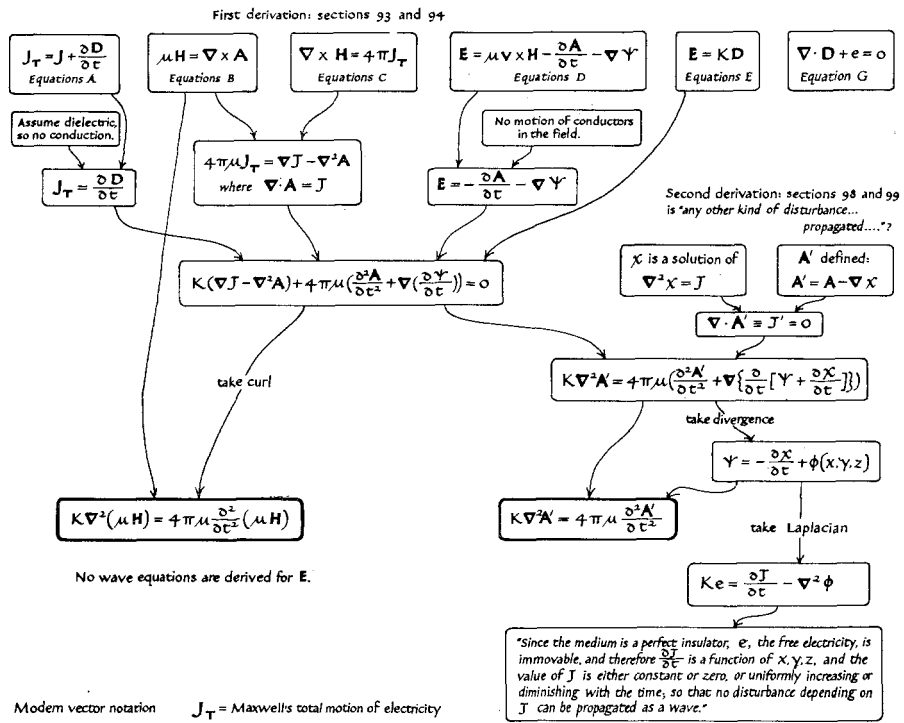 First derivation: sections 93 and 94
J_T = J + ∂D/∂t
Equations A
μH = ∇ × A
Equations B
∇ × H = 4πJ_T
Equations C
E = μv × H − ∂A/∂t − ∇Ψ
Equations D
E = KD
Equations E
∇ · D + e = 0
Equation G
Assume dielectric,
so no conduction.
No motion of conductors
in the field.
J_T = ∂D/∂t
4πμJ_T = ∇J − ∇²A
where ∇·A = J
E = − ∂A/∂t − ∇Ψ
Second derivation: sections 98 and 99
is "any other kind of disturbance...
propagated...."?
K(∇J − ∇²A) + 4πμ(∂²A/∂t² + ∇(∂Ψ/∂t)) = 0
χ is a solution of
∇²χ = J
A′ defined:
A′ = A − ∇χ
∇ · A′ ≡ J′ = 0
take curl
K∇²A′ = 4πμ(∂²A′/∂t² + ∇{∂/∂t[Ψ + ∂χ/∂t]})
take divergence
Ψ = − ∂χ/∂t + φ(x,y,z)
K∇²(μH) = 4πμ ∂²/∂t² (μH)
K∇²A′ = 4πμ ∂²A′/∂t²
take Laplacian
No wave equations are derived for E.
Ke = ∂J/∂t − ∇²φ
"Since the medium is a perfect insulator, e, the free electricity, is
immovable, and therefore ∂J/∂t is a function of x,y,z, and the
value of J is either constant or zero, or uniformly increasing or
diminishing with the time; so that no disturbance depending on
J can be propagated as a wave."
Modern vector notation J_T = Maxwell's total motion of electricity